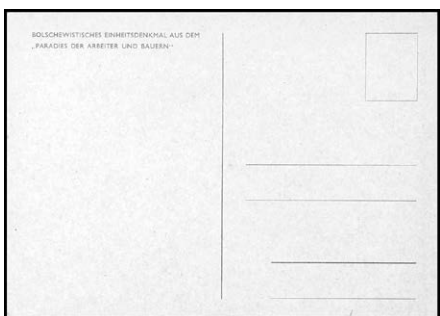 BOLSCHEWISTISCHES EINHEITSDENKMAL AUS DEM
„PARADIES DER ARBEITER UND BAUERN“